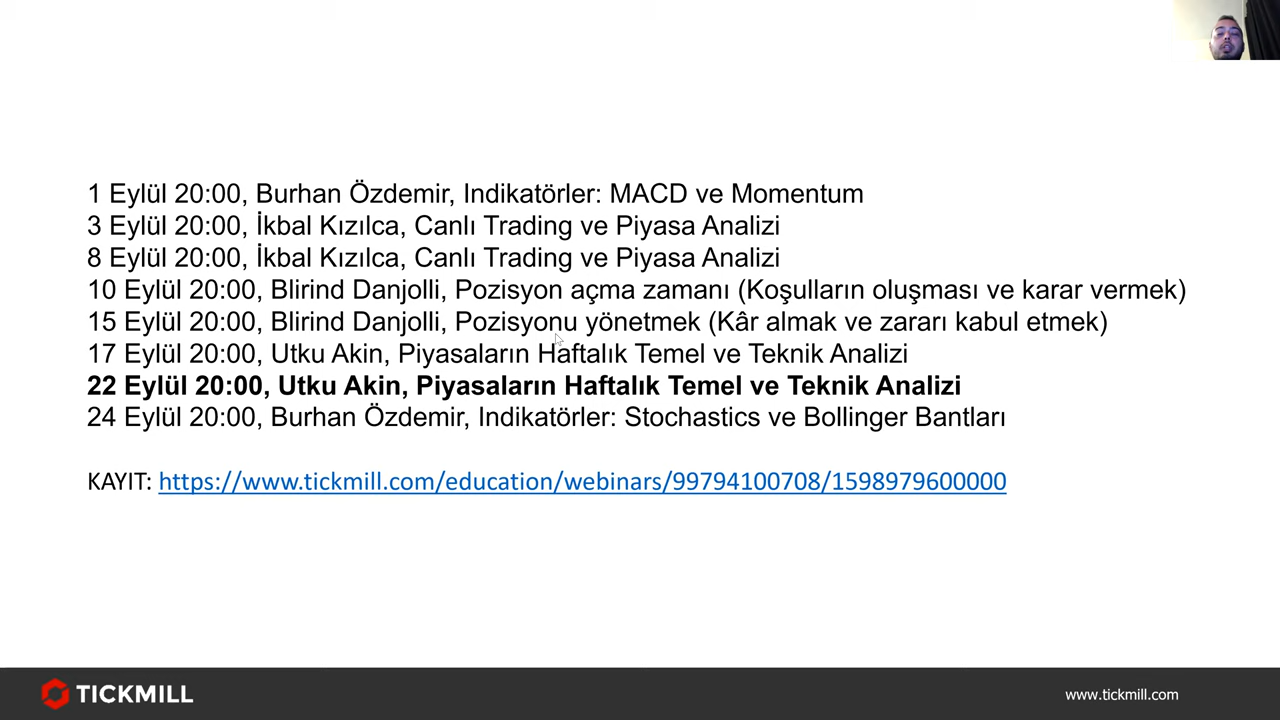 1 Eylül 20:00, Burhan Özdemir, Indikatörler: MACD ve Momentum
3 Eylül 20:00, İkbal Kızılca, Canlı Trading ve Piyasa Analizi
8 Eylül 20:00, İkbal Kızılca, Canlı Trading ve Piyasa Analizi
10 Eylül 20:00, Blirind Danjolli, Pozisyon açma zamanı (Koşulların oluşması ve karar vermek)
15 Eylül 20:00, Blirind Danjolli, Pozisyonu yönetmek (Kâr almak ve zararı kabul etmek)
17 Eylül 20:00, Utku Akin, Piyasaların Haftalık Temel ve Teknik Analizi
22 Eylül 20:00, Utku Akin, Piyasaların Haftalık Temel ve Teknik Analizi
24 Eylül 20:00, Burhan Özdemir, Indikatörler: Stochastics ve Bollinger Bantları
KAYIT: https://www.tickmill.com/education/webinars/99794100708/1598979600000
TICKMILL
www.tickmill.com